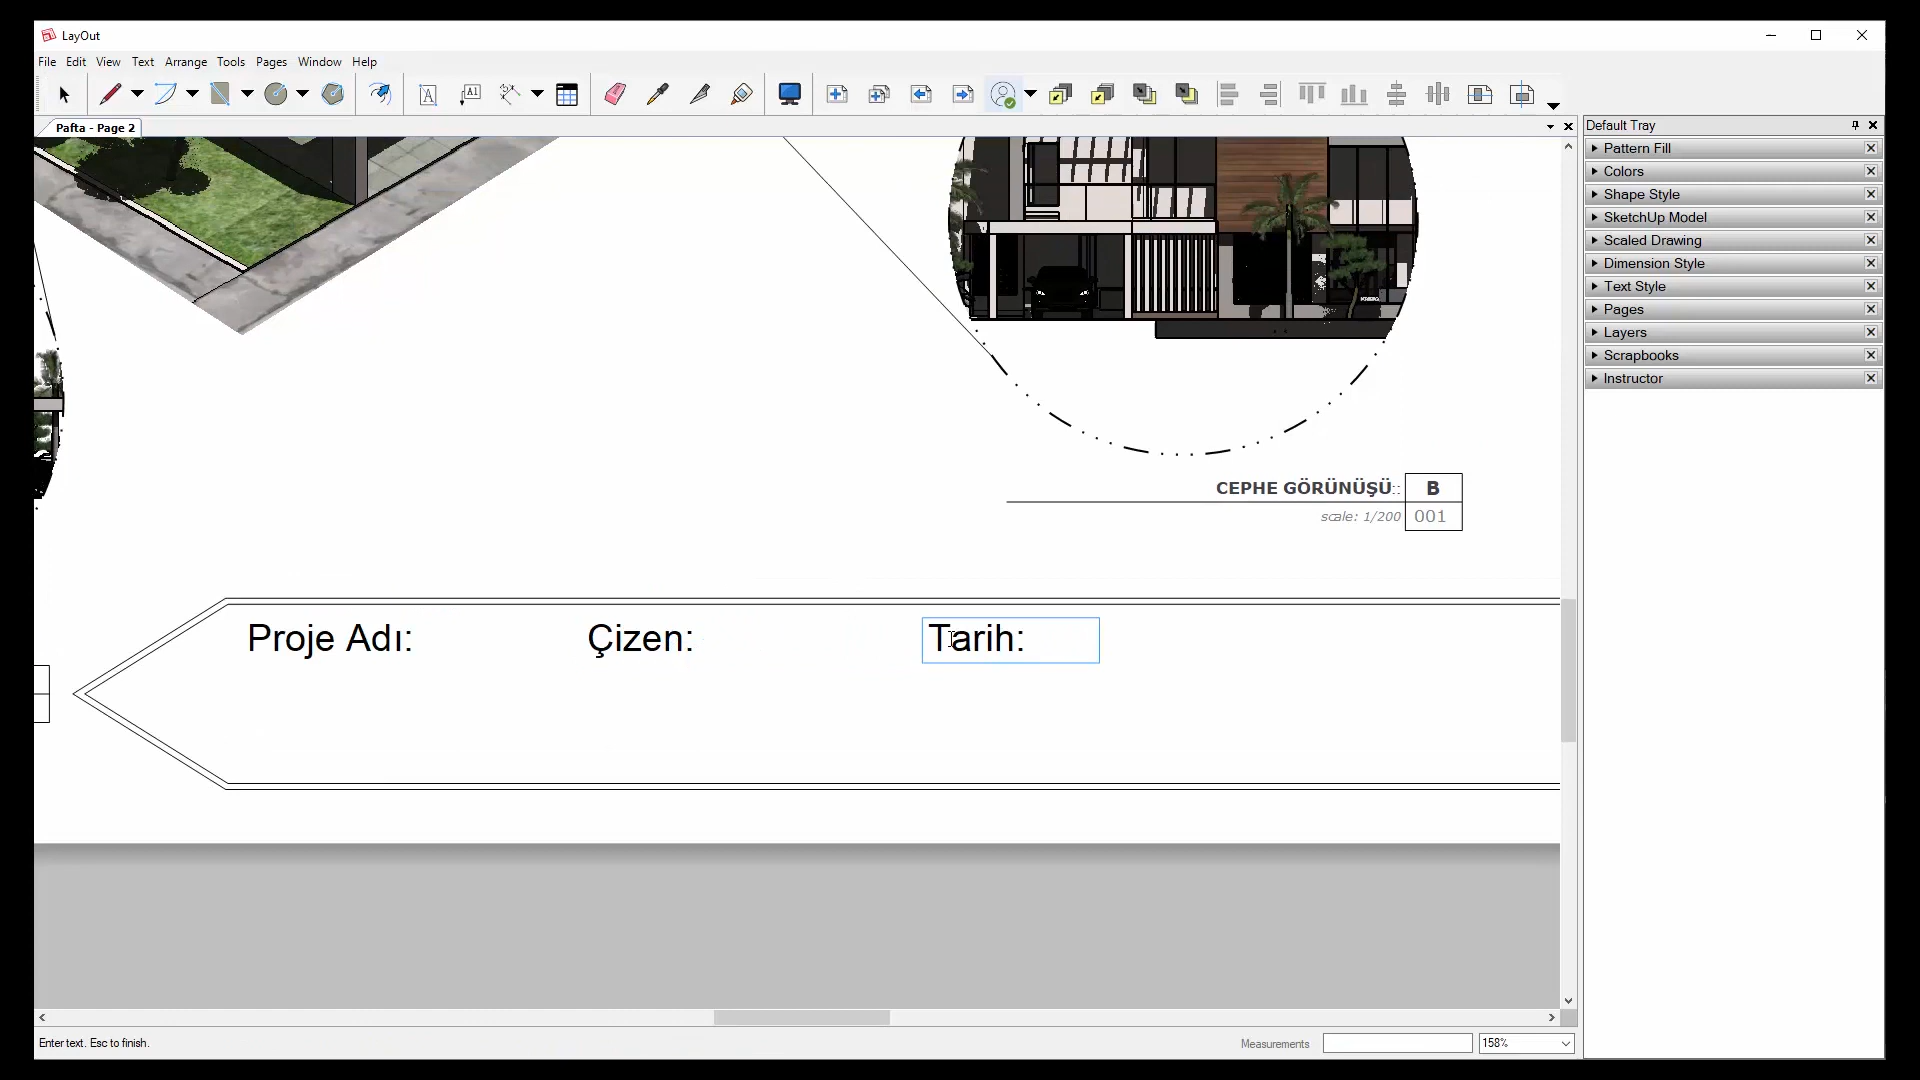 LayOut
File Edit View Text Arrange Tools Pages Window Help
Pafta - Page 2
Default Tray
Pattern Fill
Colors
Shape Style
SketchUp Model
Scaled Drawing
Dimension Style
Text Style
Pages
Layers
Scrapbooks
Instructor
CEPHE GÖRÜNÜŞÜ:: B
scale: 1/200 001
Proje Adı: Çizen: Tarih:
Enter text. Esc to finish.
Measurements 158%